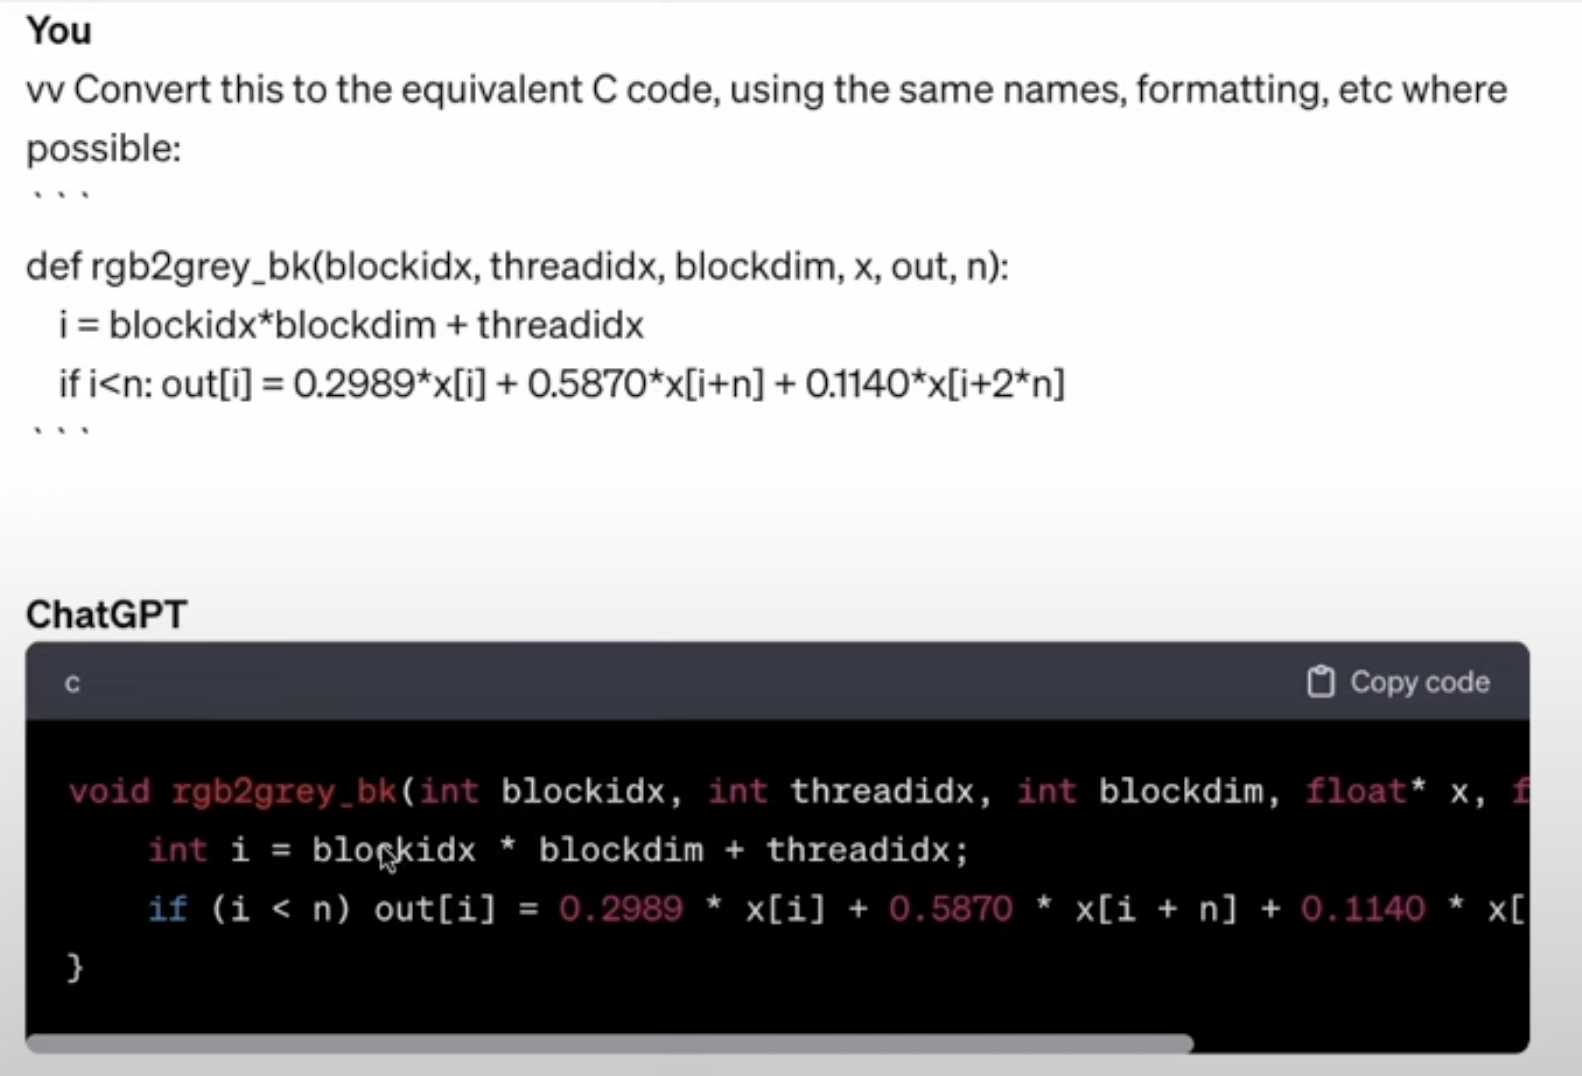 You
vv Convert this to the equivalent C code, using the same names, formatting, etc where
possible:
```
def rgb2grey_bk(blockidx, threadidx, blockdim, x, out, n):
    i = blockidx*blockdim + threadidx
    if i<n: out[i] = 0.2989*x[i] + 0.5870*x[i+n] + 0.1140*x[i+2*n]
```
ChatGPT
c Copy code
void rgb2grey_bk(int blockidx, int threadidx, int blockdim, float* x, f
    int i = blockidx * blockdim + threadidx;
    if (i < n) out[i] = 0.2989 * x[i] + 0.5870 * x[i + n] + 0.1140 * x[
}